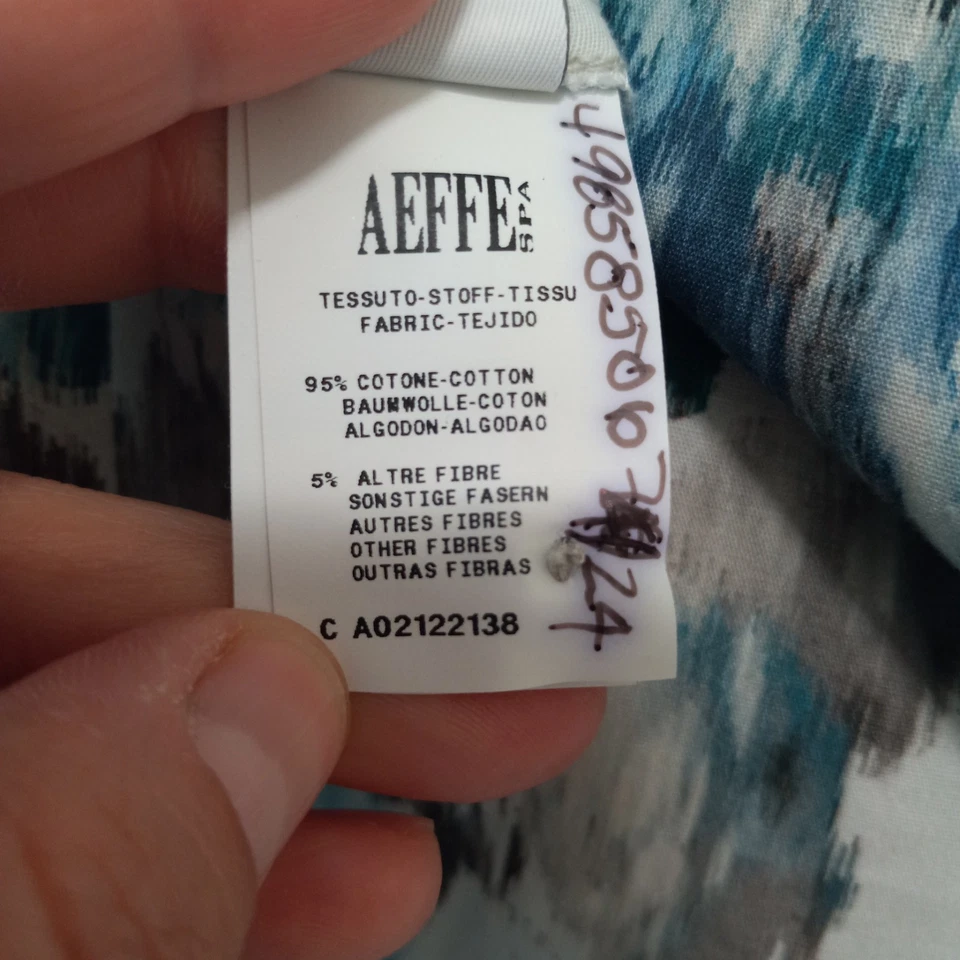 AEFFE SPA
TESSUTO-STOFF-TISSU
FABRIC-TEJIDO
95% COTONE-COTTON
BAUMWOLLE-COTON
ALGODON-ALGODAO
5% ALTRE FIBRE
SONSTIGE FASERN
AUTRES FIBRES
OTHER FIBRES
OUTRAS FIBRAS
C A02122138